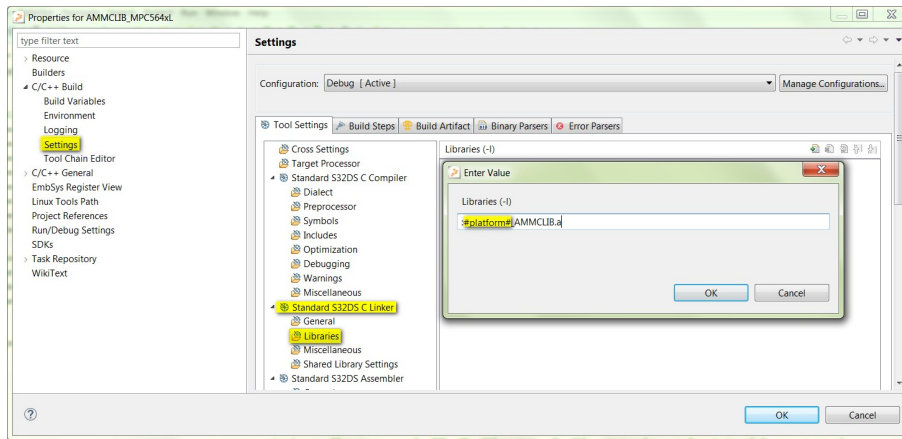 Properties for AMMCLIB_MPC564xL
type filter text
Resource
Builders
C/C++ Build
Build Variables
Environment
Logging
Settings
Tool Chain Editor
C/C++ General
EmbSys Register View
Linux Tools Path
Project References
Run/Debug Settings
SDKs
Task Repository
WikiText
Settings
Configuration: Debug [ Active ]
Manage Configurations...
Tool Settings Build Steps Build Artifact Binary Parsers Error Parsers
Cross Settings
Target Processor
Standard S32DS C Compiler
Dialect
Preprocessor
Symbols
Includes
Optimization
Debugging
Warnings
Miscellaneous
Standard S32DS C Linker
General
Libraries
Miscellaneous
Shared Library Settings
Standard S32DS Assembler
Libraries (-l)
Enter Value
Libraries (-l)
:#platform#_AMMCLIB.a
OK Cancel
OK Cancel